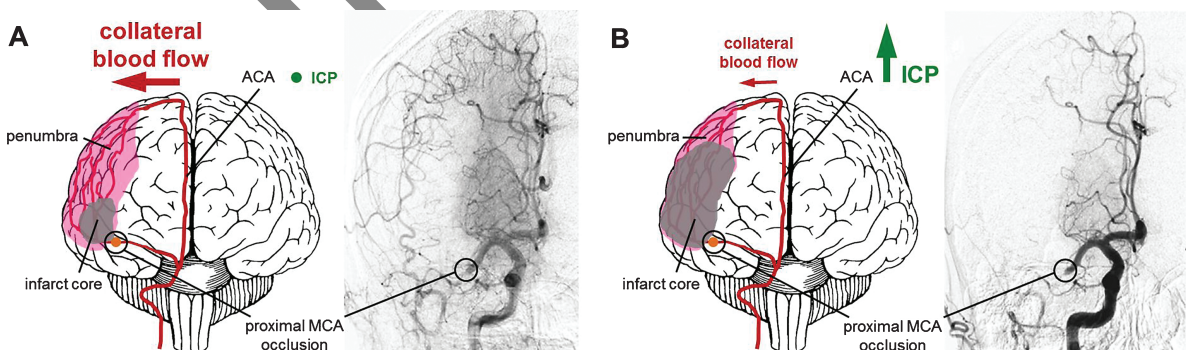 A
collateral
blood flow
ACA
ICP
penumbra
infarct core
proximal MCA
occlusion
B
collateral
blood flow
ACA
ICP
penumbra
infarct core
proximal MCA
occlusion